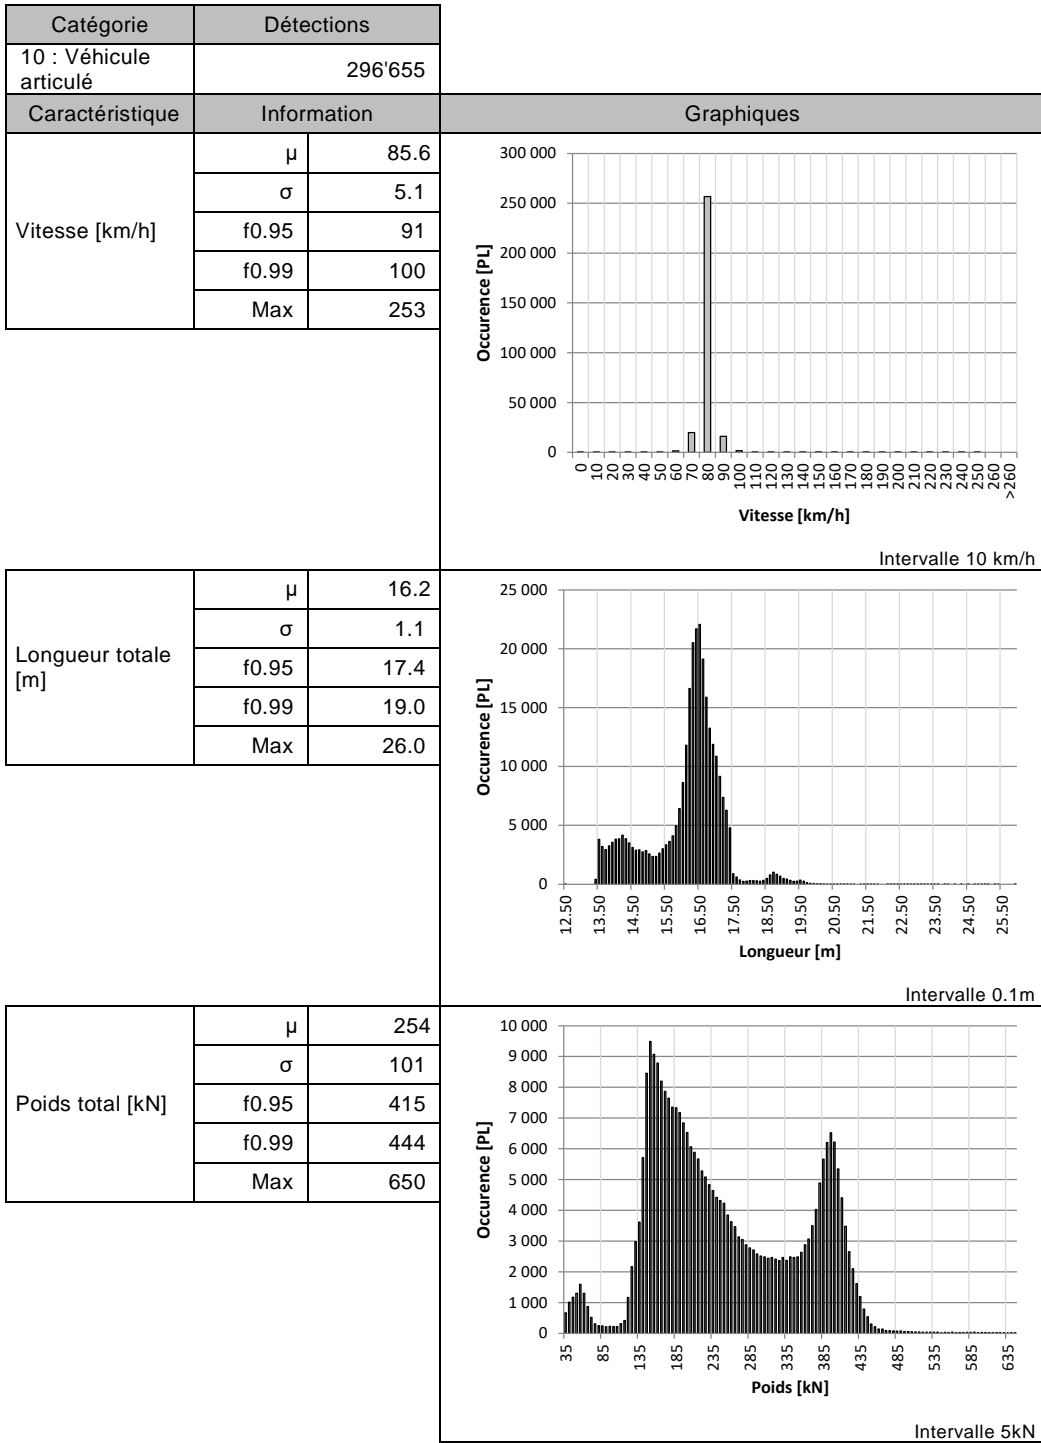 Catégorie Détections
10 : Véhicule
articulé
296'655
Caractéristique Information Graphiques
Vitesse [km/h]
µ 85.6
σ 5.1
f0.95 91
f0.99 100
Max 253
Occurence [PL]
300 000
250 000
200 000
150 000
100 000
50 000
0
0 10 20 30 40 50 60 70 80 90 100 110 120 130 140 150 160 170 180 190 200 210 220 230 240 250 260 >260
Vitesse [km/h]
Intervalle 10 km/h
Longueur totale
[m]
µ 16.2
σ 1.1
f0.95 17.4
f0.99 19.0
Max 26.0
Occurence [PL]
25 000
20 000
15 000
10 000
5 000
0
12.50 13.50 14.50 15.50 16.50 17.50 18.50 19.50 20.50 21.50 22.50 23.50 24.50 25.50
Longueur [m]
Intervalle 0.1m
Poids total [kN]
µ 254
σ 101
f0.95 415
f0.99 444
Max 650
Occurence [PL]
10 000
9 000
8 000
7 000
6 000
5 000
4 000
3 000
2 000
1 000
0
35 85 135 185 235 285 335 385 435 485 535 585 635
Poids [kN]
Intervalle 5kN